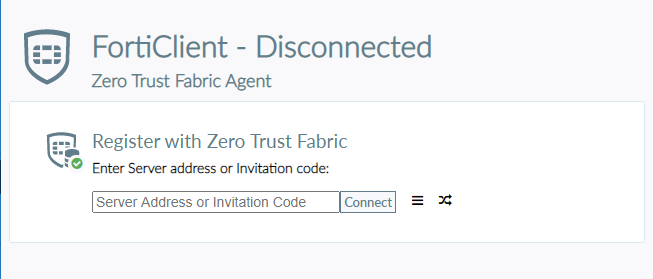 FortiClient - Disconnected
Zero Trust Fabric Agent
Register with Zero Trust Fabric
Enter Server address or Invitation code:
Server Address or Invitation Code Connect